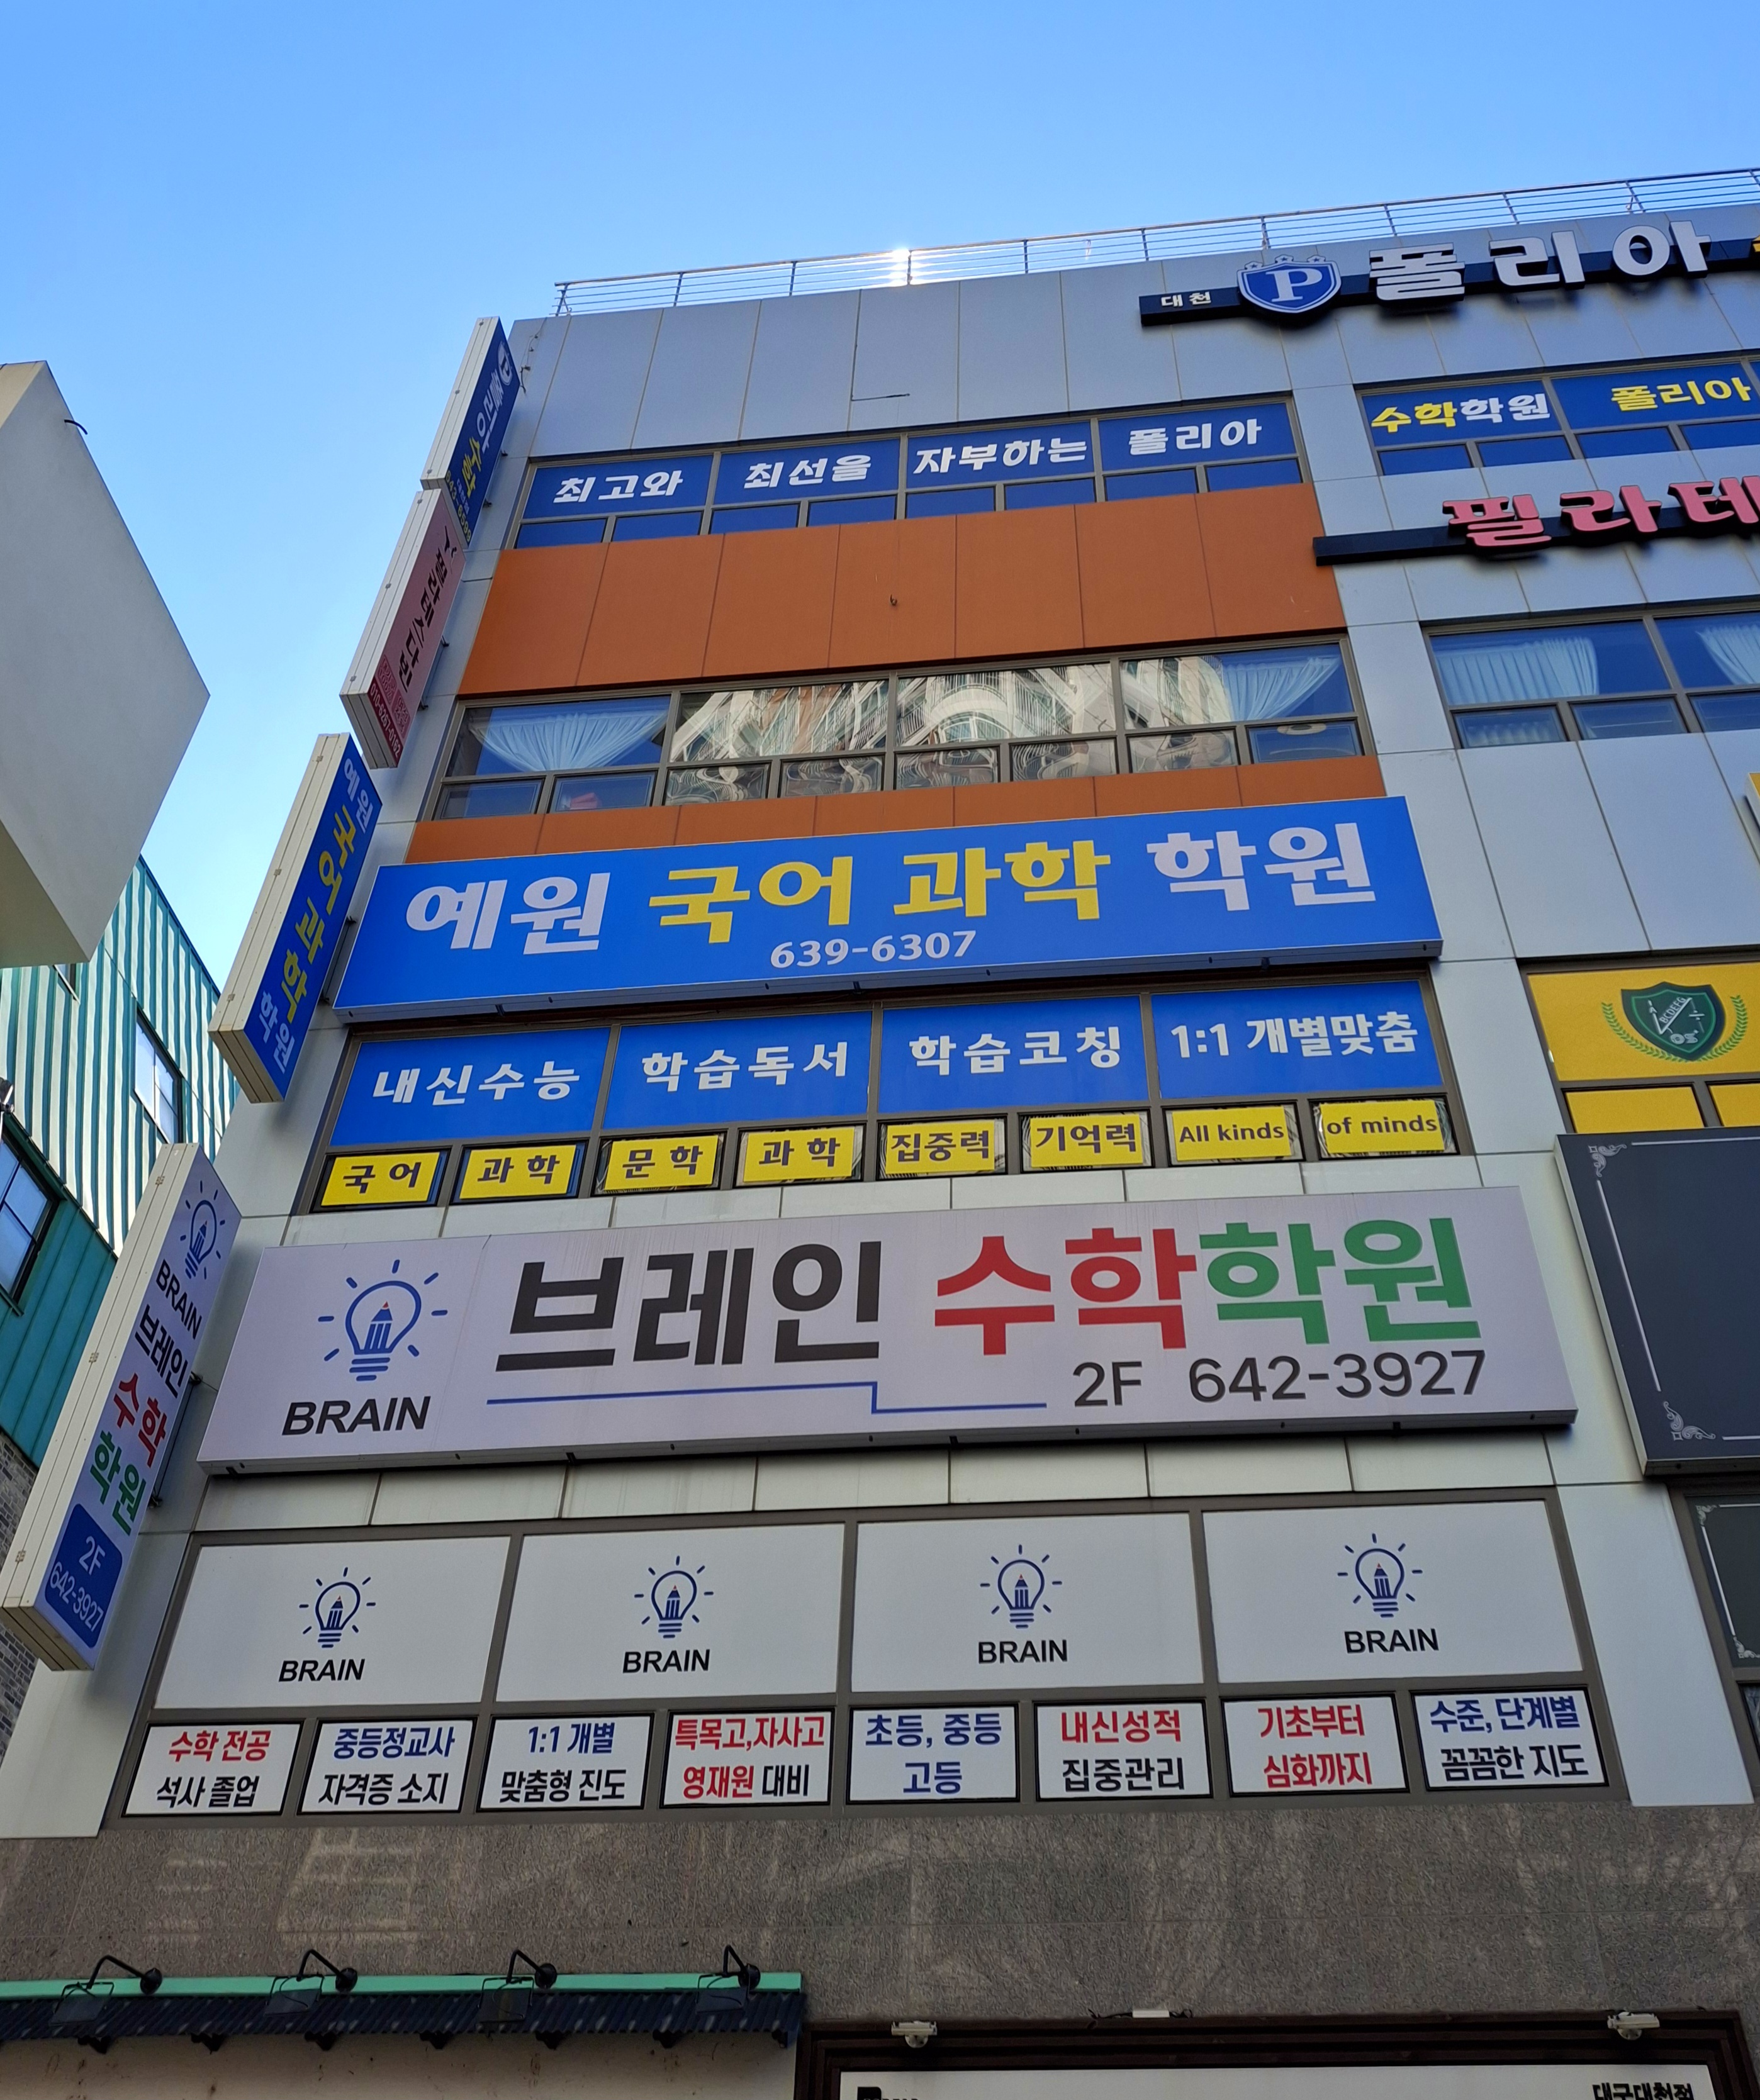 대천 P 폴리아
수학학원 폴리아
최고와 최선을 자부하는 폴리아
필라테
예원 국어 과학 학원
639-6307
예원 국어 과학 학원
내신수능 학습독서 학습코칭 1:1 개별맞춤
국어 과학 문학 과학 집중력 기억력 All kinds of minds
브레인 수학학원
BRAIN
2F 642-3927
BRAIN
브레인
수학
학원
2F
642-3927
BRAIN BRAIN BRAIN BRAIN
수학 전공
석사 졸업
중등정교사
자격증 소지
1:1 개별
맞춤형 진도
특목고,자사고
영재원 대비
초등, 중등
고등
내신성적
집중관리
기초부터
심화까지
수준, 단계별
꼼꼼한 지도